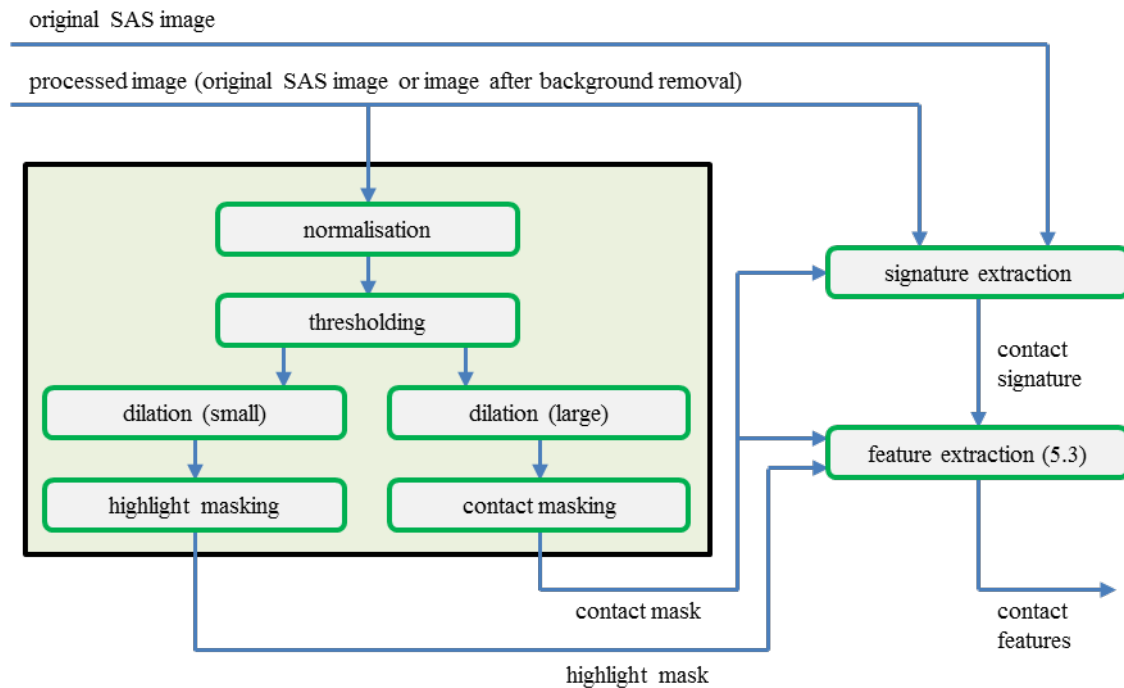 original SAS image
processed image (original SAS image or image after background removal)
normalisation
signature extraction
thresholding
contact
signature
dilation (small)
dilation (large)
feature extraction (5.3)
highlight masking
contact masking
contact mask
contact
features
highlight mask